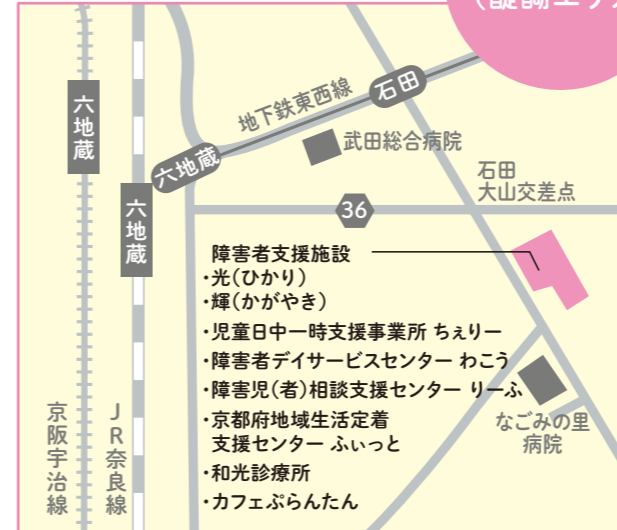 (醍醐エリア
六地蔵
六地蔵
六地蔵
地下鉄東西線
石田
武田総合病院
石田
大山交差点
36
障害者支援施設
・光(ひかり)
・輝(かがやき)
・児童日中一時支援事業所 ちぇりー
・障害者デイサービスセンター わこう
・障害児(者)相談支援センター りーふ
・京都府地域生活定着
支援センター ふぃっと
・和光診療所
・カフェぷらんたん
なごみの里
病院
京阪宇治線
JR奈良線